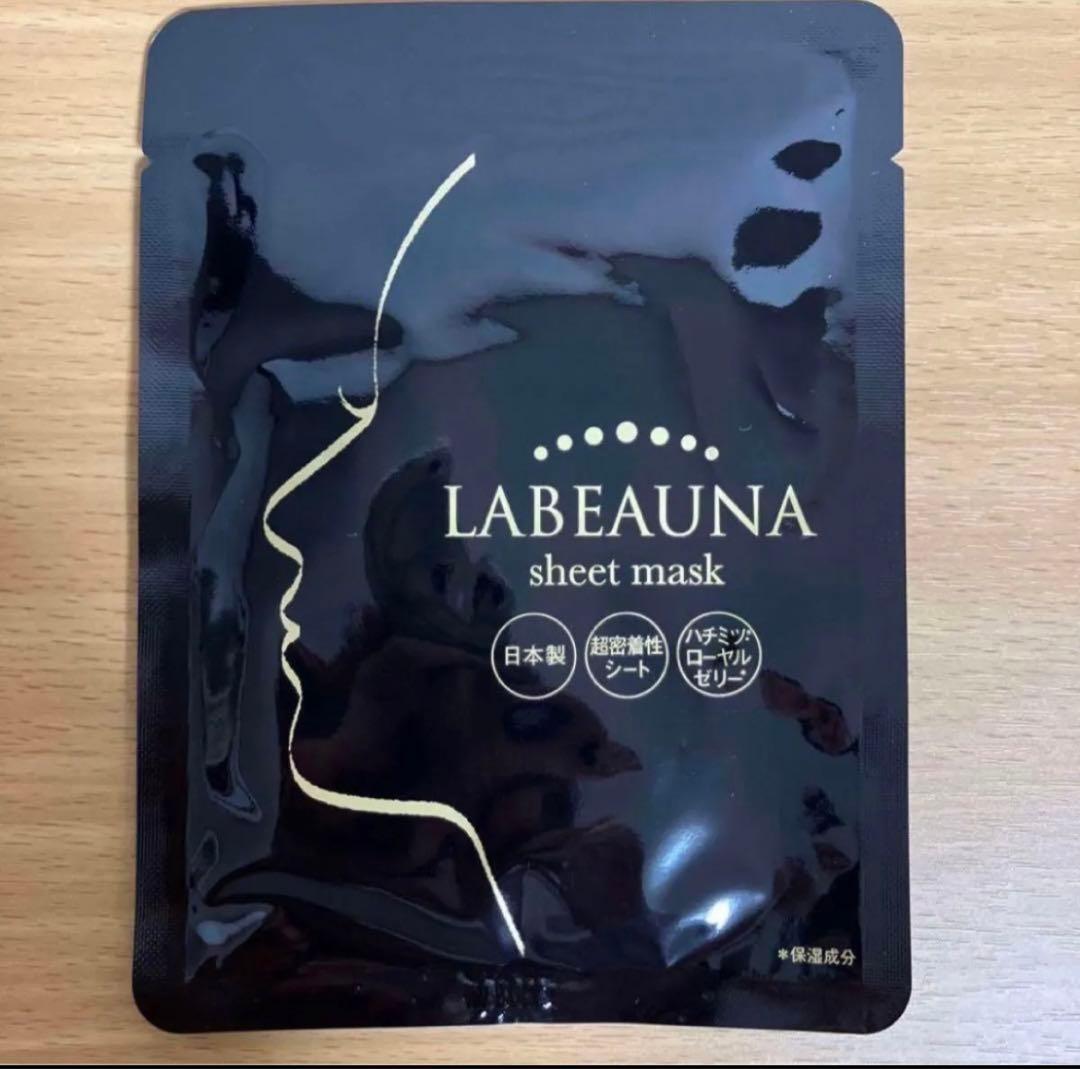 LABEAUNA
sheet mask
日本製
超密着性
シート
ハチミツ*
ローヤル
ゼリー*
*保湿成分